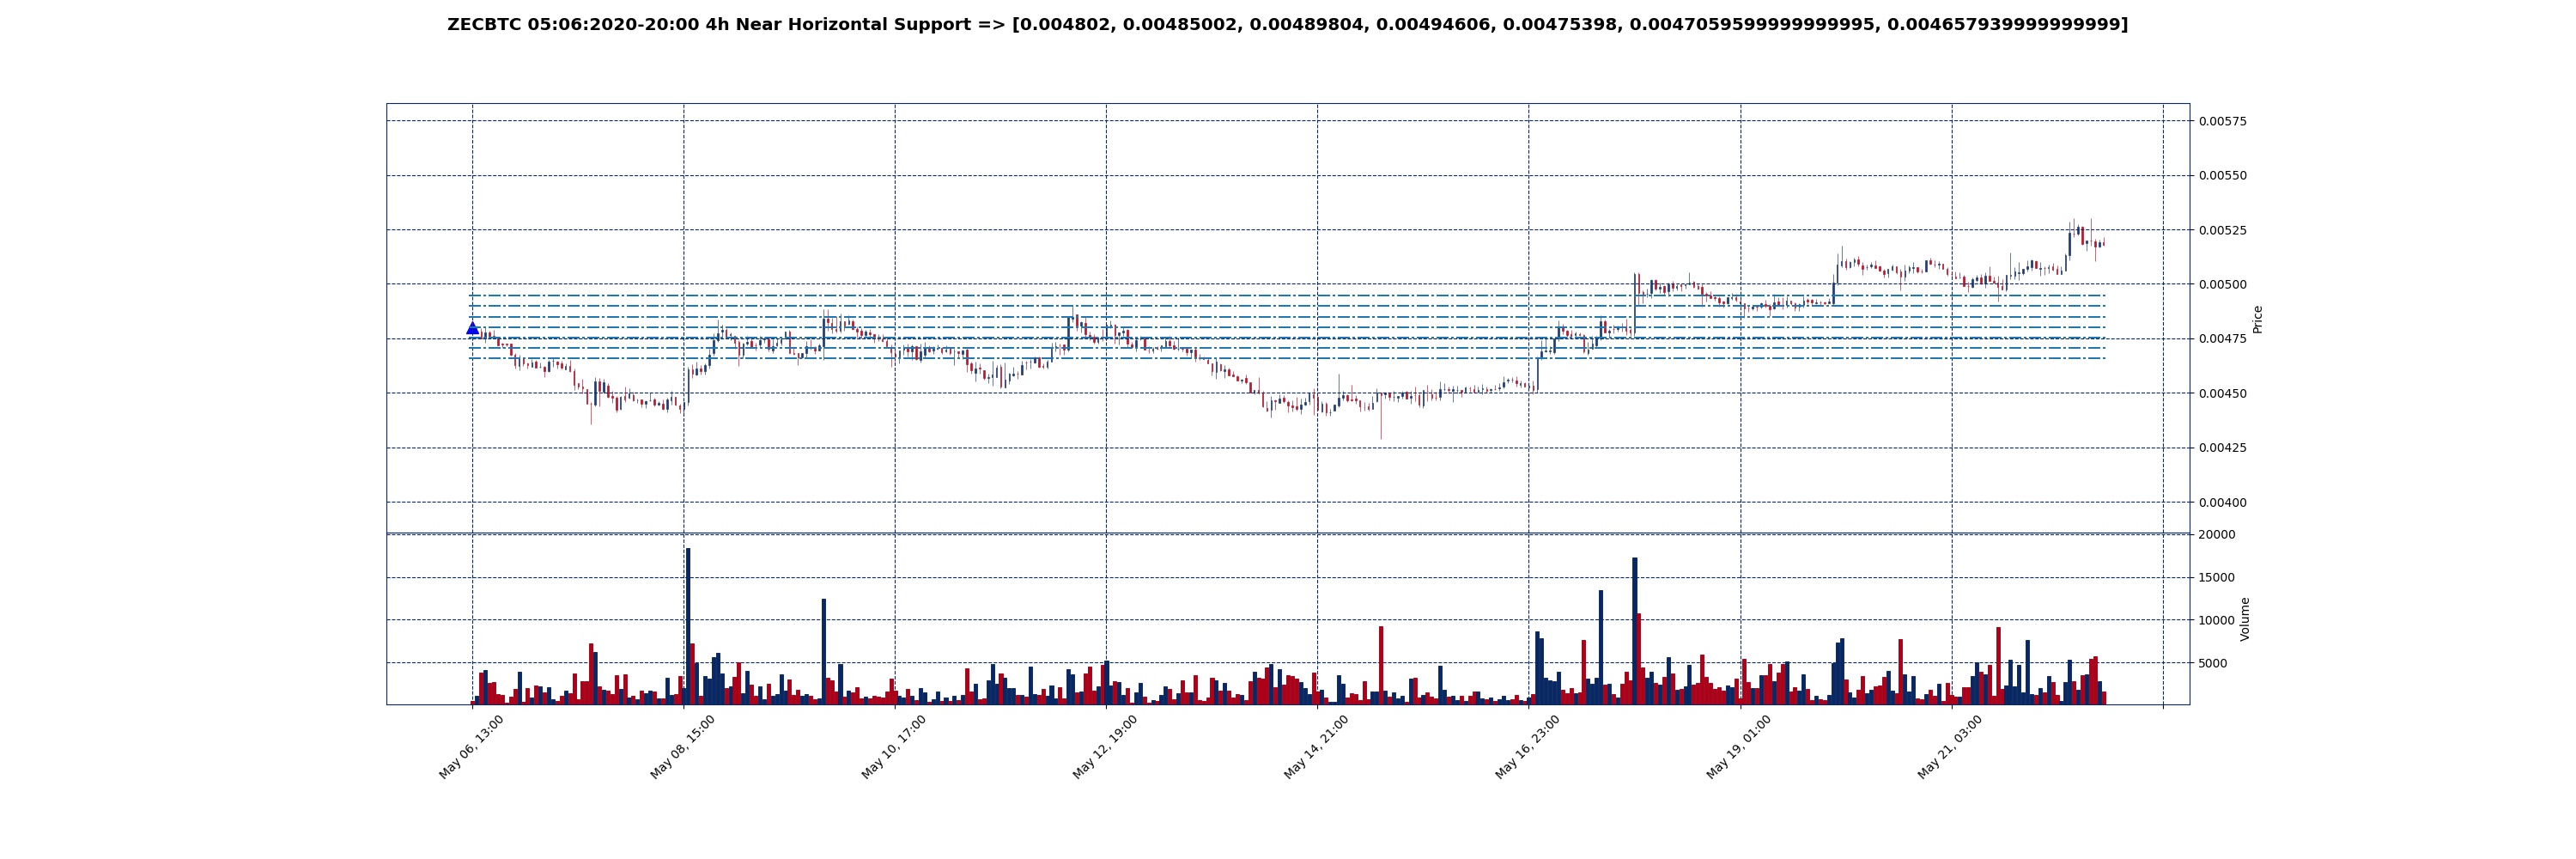 ZECBTC 05:06:2020-20:00 4h Near Horizontal Support => [0.004802, 0.00485002, 0.00489804, 0.00494606, 0.00475398, 0.0047059599999999995, 0.004657939999999999]
0.00575
0.00550
0.00525
0.00500
0.00475
0.00450
0.00425
0.00400
Price
20000
15000
10000
5000
Volume
May 06, 13:00
May 08, 15:00
May 10, 17:00
May 12, 19:00
May 14, 21:00
May 16, 23:00
May 19, 01:00
May 21, 03:00